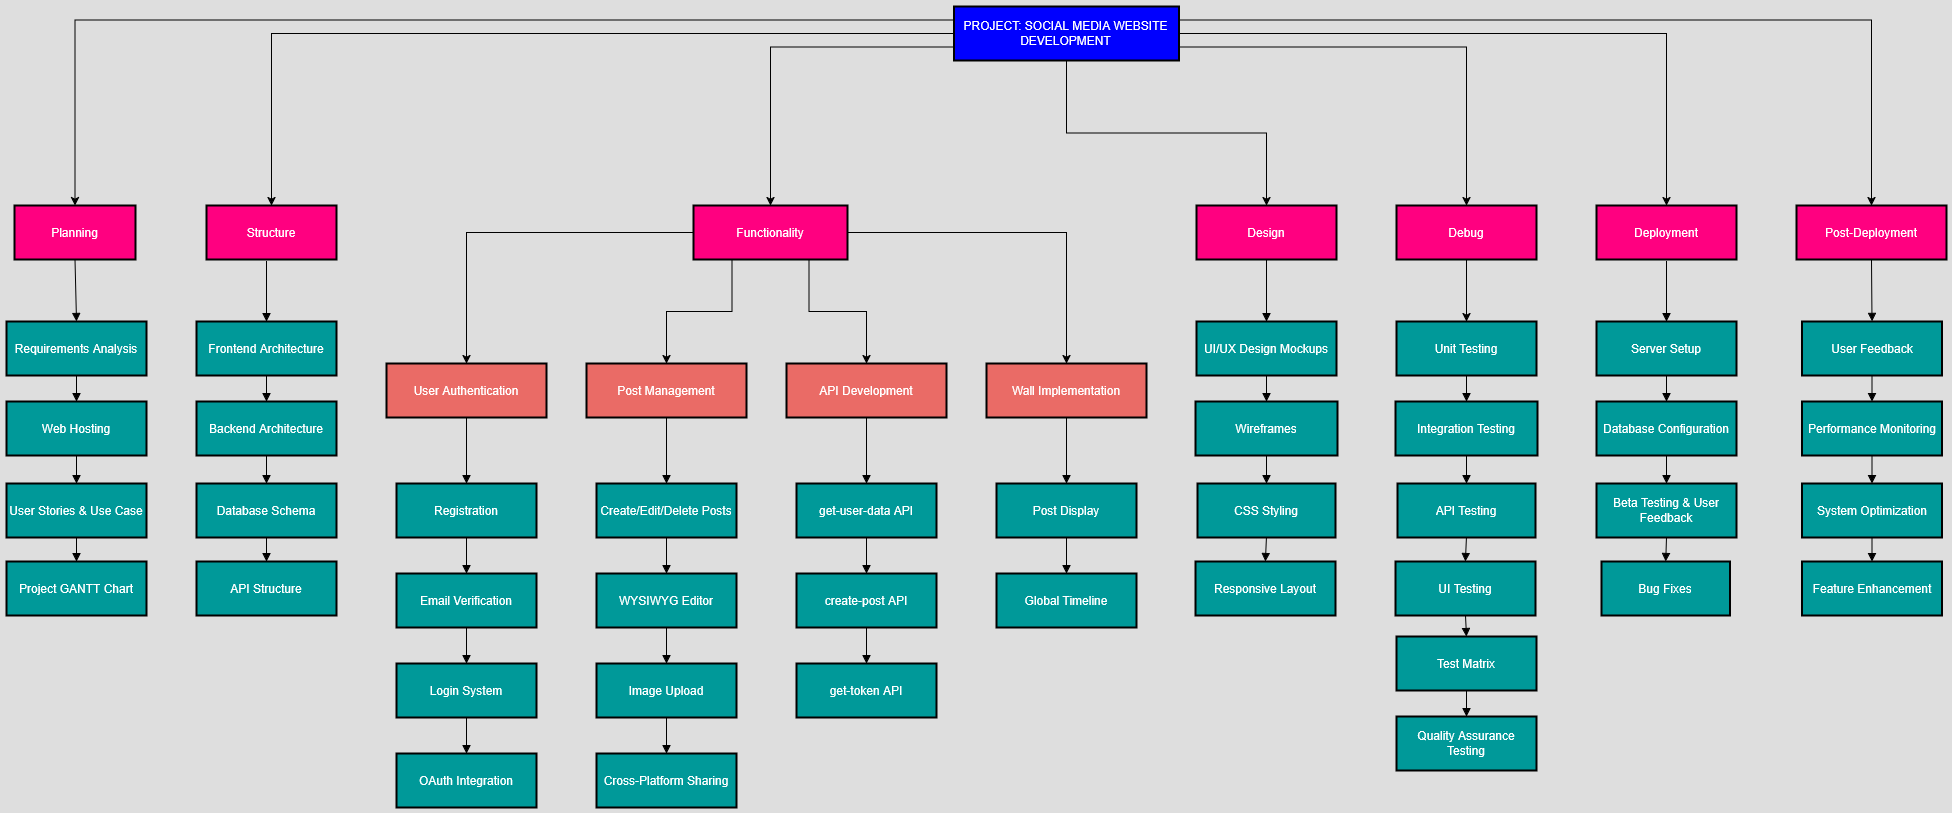 PROJECT: SOCIAL MEDIA WEBSITE
DEVELOPMENT
Planning
Structure
Functionality
Design
Debug
Deployment
Post-Deployment
Requirements Analysis
Web Hosting
User Stories & Use Case
Project GANTT Chart
Frontend Architecture
Backend Architecture
Database Schema
API Structure
User Authentication
Registration
Email Verification
Login System
OAuth Integration
Post Management
Create/Edit/Delete Posts
WYSIWYG Editor
Image Upload
Cross-Platform Sharing
API Development
get-user-data API
create-post API
get-token API
Wall Implementation
Post Display
Global Timeline
UI/UX Design Mockups
Wireframes
CSS Styling
Responsive Layout
Unit Testing
Integration Testing
API Testing
UI Testing
Test Matrix
Quality Assurance
Testing
Server Setup
Database Configuration
Beta Testing & User
Feedback
Bug Fixes
User Feedback
Performance Monitoring
System Optimization
Feature Enhancement